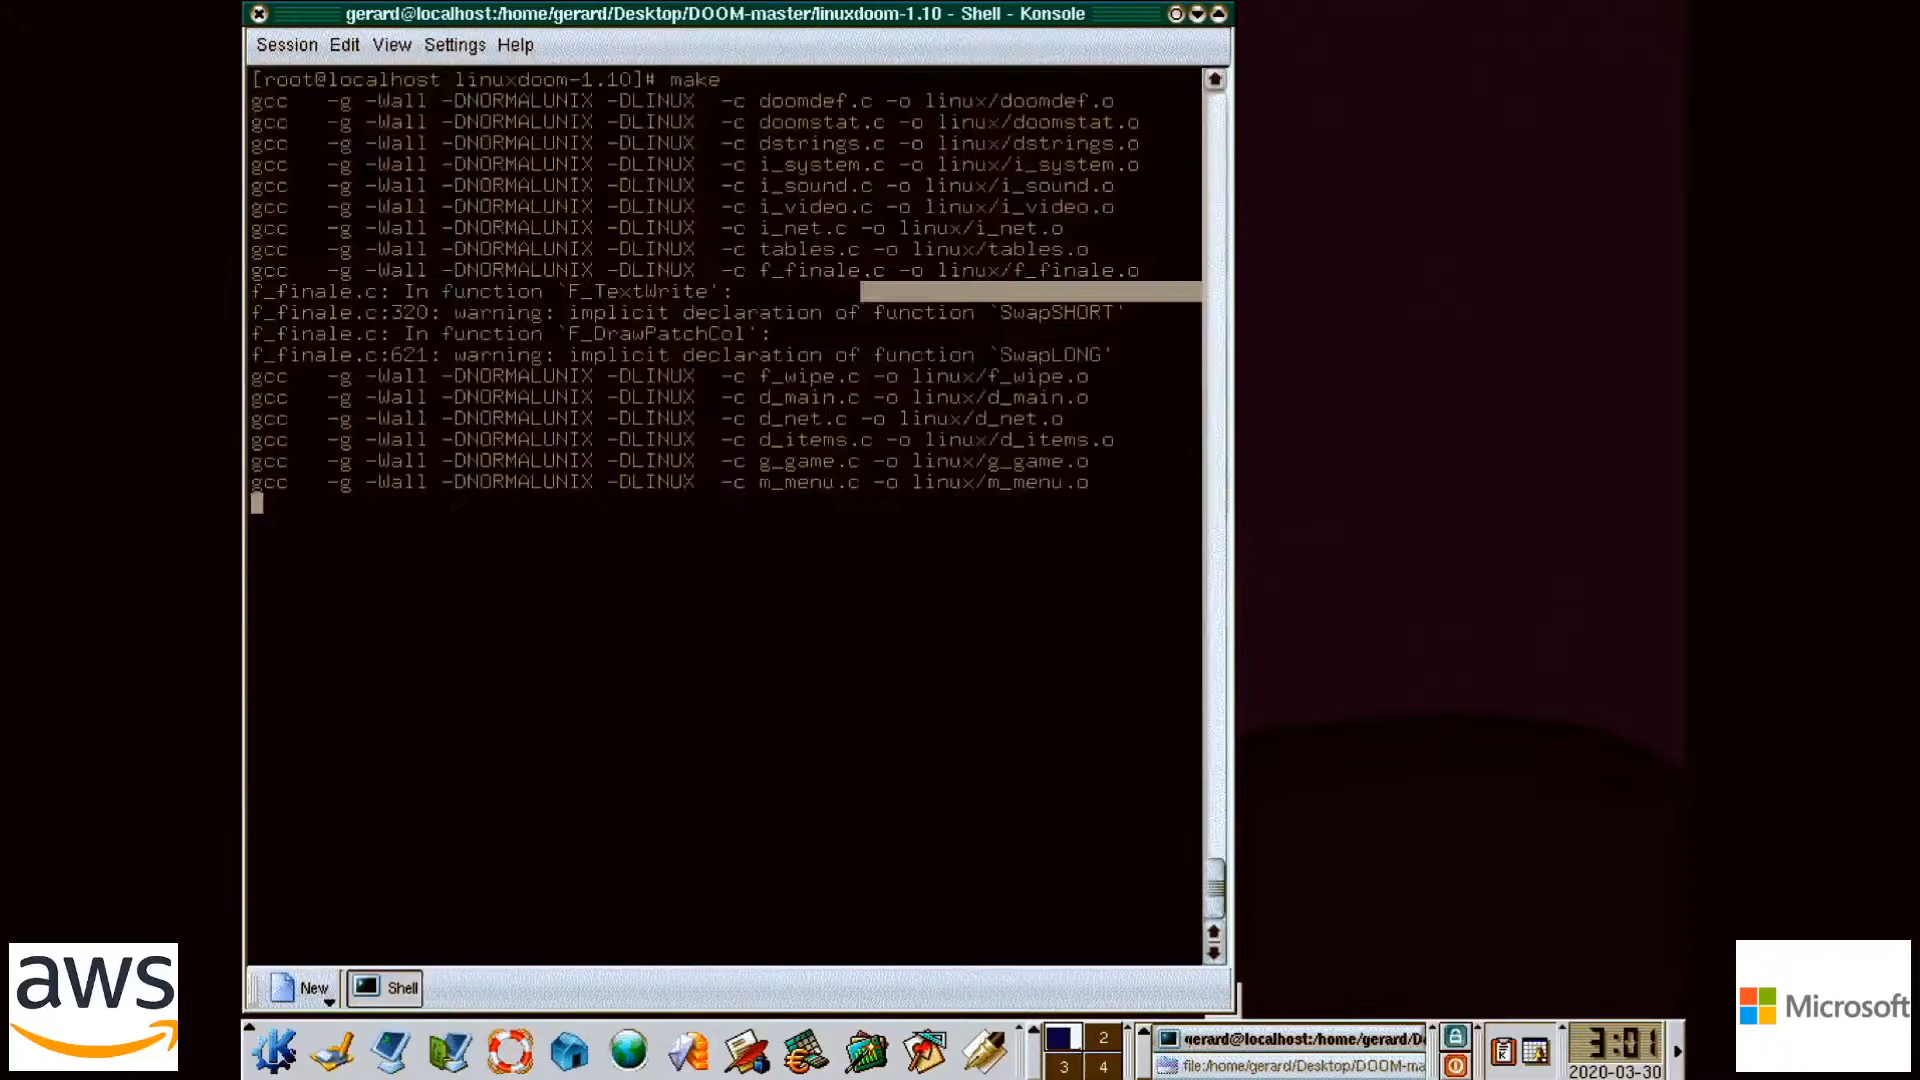 gerard@localhost:/home/gerard/Desktop/DOOM-master/linuxdoom-1.10 - Shell - Konsole
Session Edit View Settings Help
[root@localhost linuxdoom-1.10]# make
gcc   -g -Wall -DNORMALUNIX -DLINUX  -c doomdef.c -o linux/doomdef.o
gcc   -g -Wall -DNORMALUNIX -DLINUX  -c doomstat.c -o linux/doomstat.o
gcc   -g -Wall -DNORMALUNIX -DLINUX  -c dstrings.c -o linux/dstrings.o
gcc   -g -Wall -DNORMALUNIX -DLINUX  -c i_system.c -o linux/i_system.o
gcc   -g -Wall -DNORMALUNIX -DLINUX  -c i_sound.c -o linux/i_sound.o
gcc   -g -Wall -DNORMALUNIX -DLINUX  -c i_video.c -o linux/i_video.o
gcc   -g -Wall -DNORMALUNIX -DLINUX  -c i_net.c -o linux/i_net.o
gcc   -g -Wall -DNORMALUNIX -DLINUX  -c tables.c -o linux/tables.o
gcc   -g -Wall -DNORMALUNIX -DLINUX  -c f_finale.c -o linux/f_finale.o
f_finale.c: In function `F_TextWrite':
f_finale.c:320: warning: implicit declaration of function `SwapSHORT'
f_finale.c: In function `F_DrawPatchCol':
f_finale.c:621: warning: implicit declaration of function `SwapLONG'
gcc   -g -Wall -DNORMALUNIX -DLINUX  -c f_wipe.c -o linux/f_wipe.o
gcc   -g -Wall -DNORMALUNIX -DLINUX  -c d_main.c -o linux/d_main.o
gcc   -g -Wall -DNORMALUNIX -DLINUX  -c d_net.c -o linux/d_net.o
gcc   -g -Wall -DNORMALUNIX -DLINUX  -c d_items.c -o linux/d_items.o
gcc   -g -Wall -DNORMALUNIX -DLINUX  -c g_game.c -o linux/g_game.o
gcc   -g -Wall -DNORMALUNIX -DLINUX  -c m_menu.c -o linux/m_menu.o
New Shell
aws
Microsoft
2
3 4
gerard@localhost:/home/gerard/D
file:/home/gerard/Desktop/DOOM-ma
3:01
2020-03-30